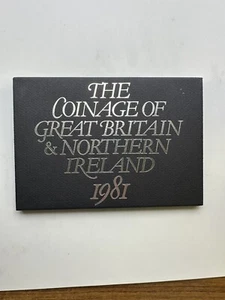 THE
COINAGE OF
GREAT BRITAIN
& NORTHERN
IRELAND
1981